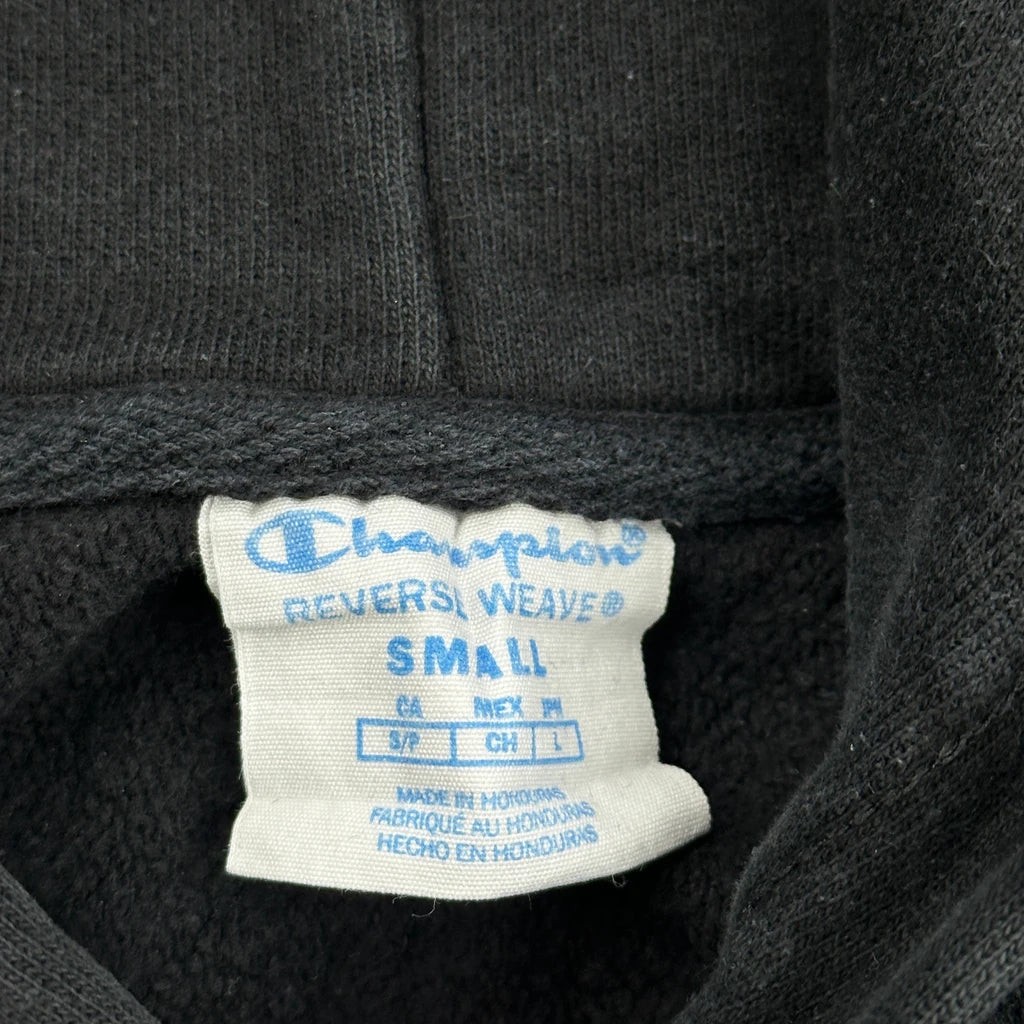 Champion®
REVERSE WEAVE®
SMALL
CA MEX PH
S/P CH L
MADE IN HONDURAS
FABRIQUÉ AU HONDURAS
HECHO EN HONDURAS